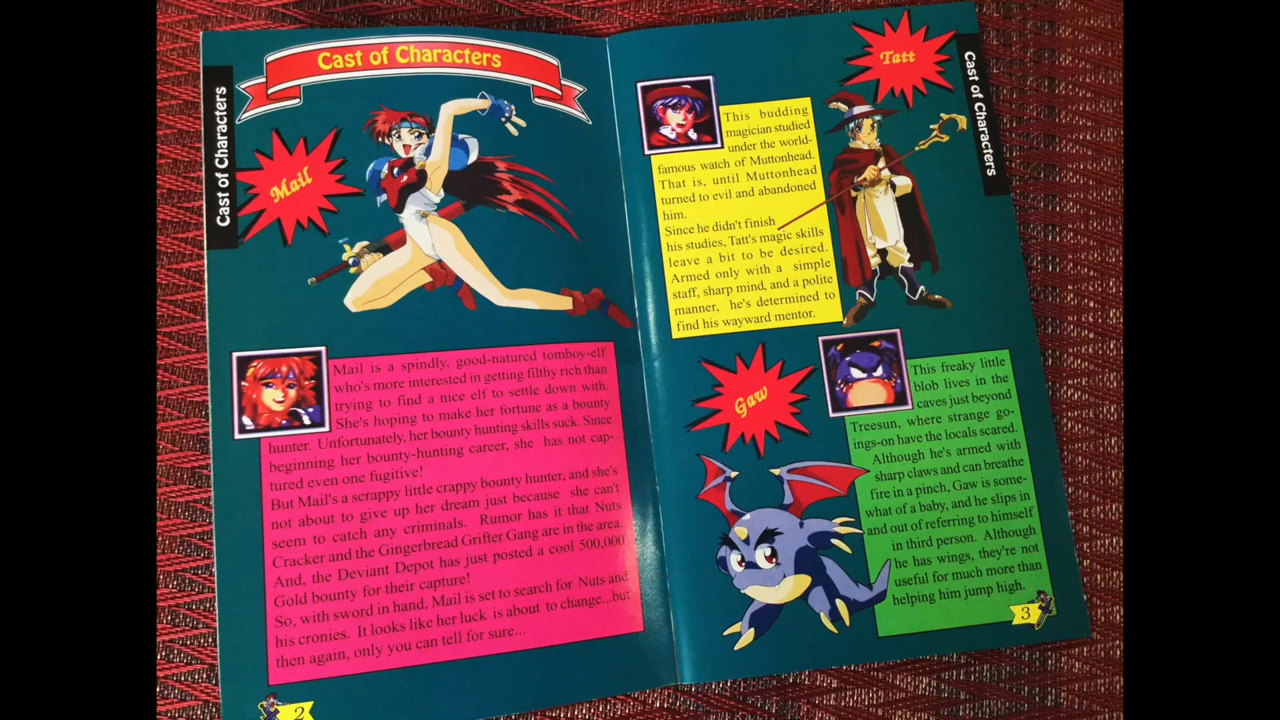 Cast of Characters
Cast of Characters
Mail
Mail is a spindly, good-natured tomboy-elf
who's more interested in getting filthy rich than
trying to find a nice elf to settle down with.
She's hoping to make her fortune as a bounty
hunter. Unfortunately, her bounty hunting skills suck. Since
beginning her bounty-hunting career, she has not cap-
tured even one fugitive!
But Mail's a scrappy little crappy bounty hunter, and she's
not about to give up her dream just because she can't
seem to catch any criminals. Rumor has it that Nuts
Cracker and the Gingerbread Grifter Gang are in the area.
And, the Deviant Depot has just posted a cool 500,000
Gold bounty for their capture!
So, with sword in hand, Mail is set to search for Nuts and
his cronies. It looks like her luck is about to change...but
then again, only you can tell for sure...
2
Tatt
Cast of Characters
This budding
magician studied
under the world-
famous watch of Muttonhead.
That is, until Muttonhead
turned to evil and abandoned
him.
Since he didn't finish
his studies, Tatt's magic skills
leave a bit to be desired.
Armed only with a simple
staff, sharp mind, and a polite
manner, he's determined to
find his wayward mentor.
Gaw
This freaky little
blob lives in the
caves just beyond
Treesun, where strange go-
ings-on have the locals scared.
Although he's armed with
sharp claws and can breathe
fire in a pinch, Gaw is some-
what of a baby, and he slips in
and out of referring to himself
in third person. Although
he has wings, they're not
useful for much more than
helping him jump high.
3